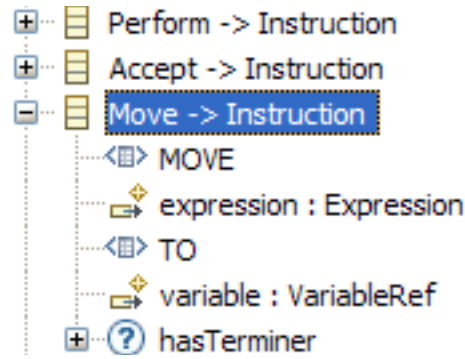 Perform -> Instruction
Accept -> Instruction
Move -> Instruction
MOVE
expression : Expression
TO
variable : VariableRef
hasTerminer